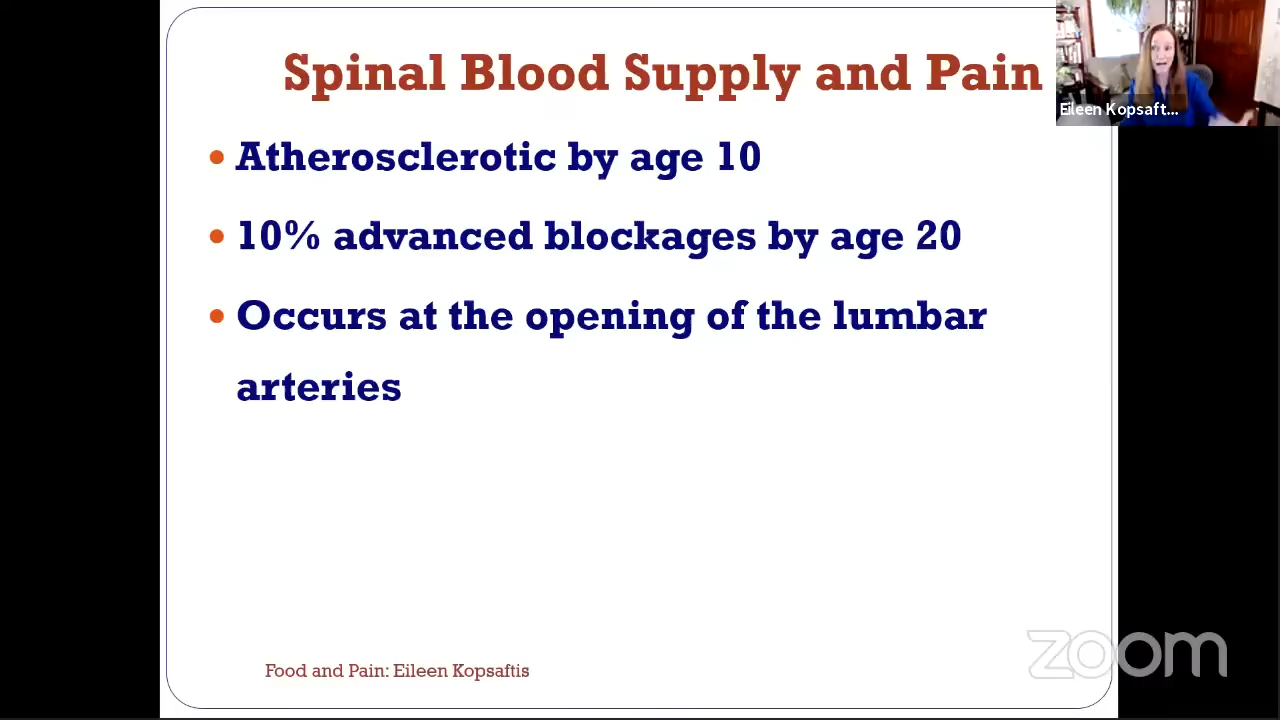 Spinal Blood Supply and Pain
Eileen Kopsaft...
• Atherosclerotic by age 10
• 10% advanced blockages by age 20
• Occurs at the opening of the lumbar
arteries
Food and Pain: Eileen Kopsaftis
zoom